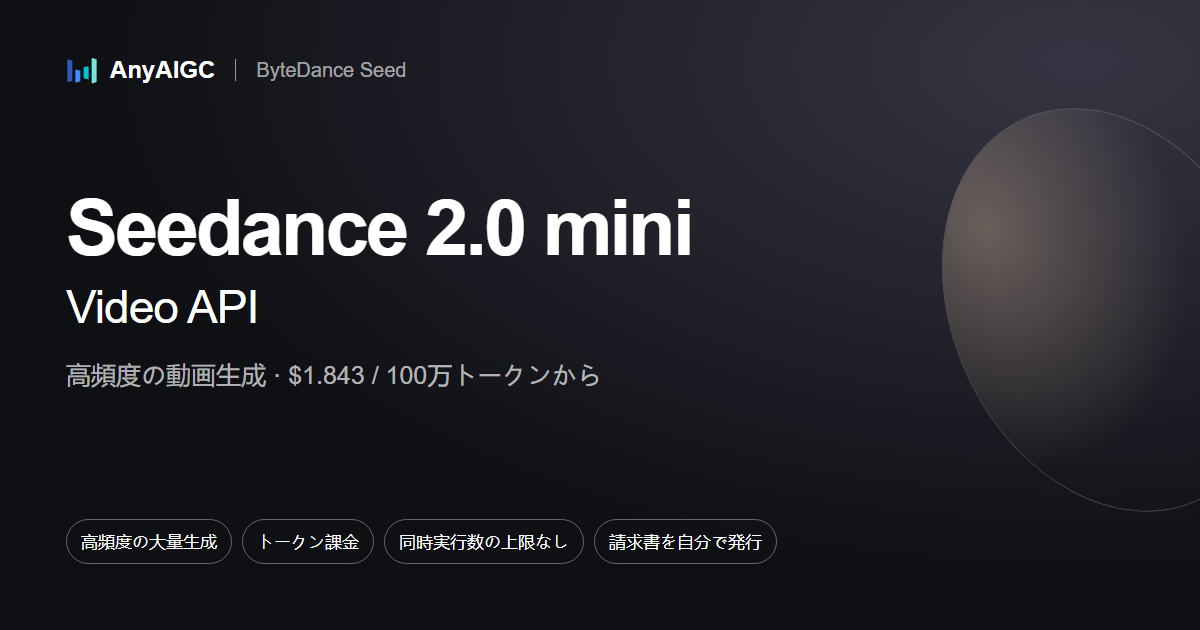 AnyAIGC | ByteDance Seed
Seedance 2.0 mini
Video API
高頻度の動画生成 · $1.843 / 100万トークンから
高頻度の大量生成 トークン課金 同時実行数の上限なし 請求書を自分で発行